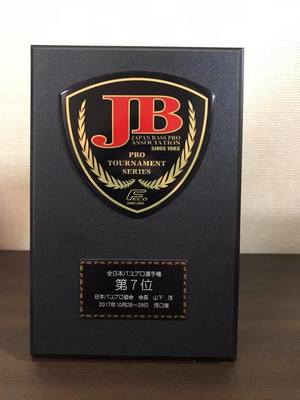 JB
JAPAN BASS PRO
ASSOCIATION
SINCE 1983
PRO
TOURNAMENT
SERIES
全日本バスプロ選手権
第7位
日本バスプロ協会 会長 山下 茂
2017年10月28～29日 河口湖